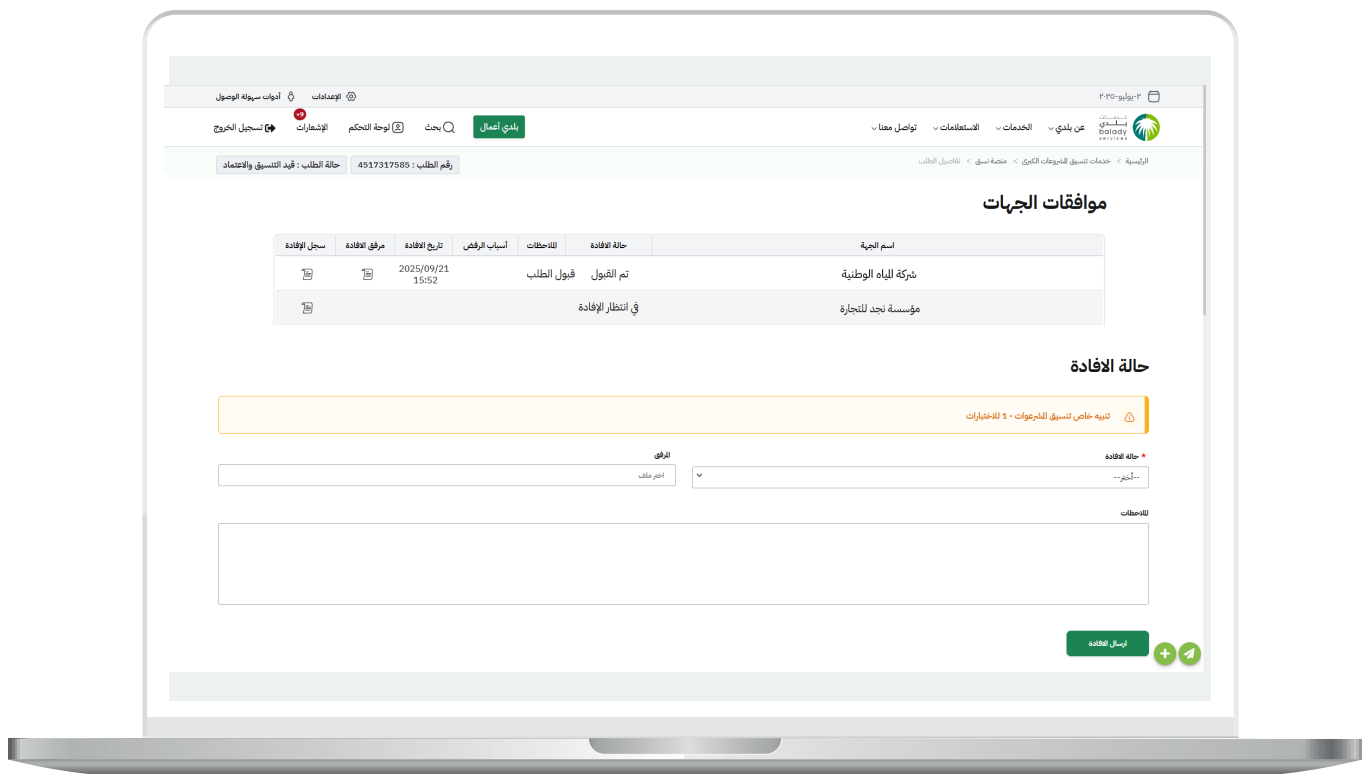 ٢-يوليو-٢٠٢٥
الإعدادات أدوات سهولة الوصول
خدمات
بلدي
balady
services
عن بلدي الخدمات الاستعلامات تواصل معنا بلدي أعمال بحث لوحة التحكم الإشعارات +9 تسجيل الخروج
الرئيسية > خدمات تنسيق المشروعات الكبرى > منصة نسق > تفاصيل الطلب
رقم الطلب : 4517317585 حالة الطلب : قيد التنسيق والاعتماد
موافقات الجهات
اسم الجهة حالة الافادة الملاحظات أسباب الرفض تاريخ الافادة مرفق الافادة سجل الإفادة
شركة المياه الوطنية تم القبول قبول الطلب 2025/09/21
15:52
مؤسسة نجد للتجارة في انتظار الإفادة
حالة الافادة
تنبيه خاص تنسيق المشرعوات - 1 للاختبارات
* حالة الافادة المرفق
--أختر-- اختر ملف
الملاحظات
ارسال الافادة